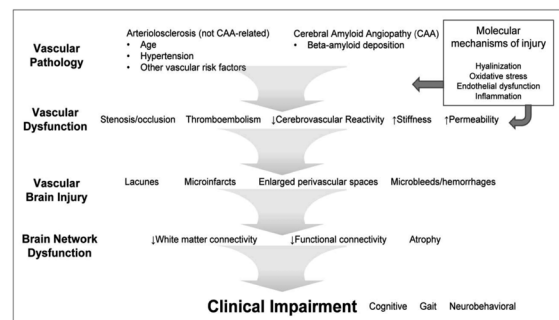 Arteriolosclerosis (not CAA-related)
• Age
• Hypertension
• Other vascular risk factors
Cerebral Amyloid Angiopathy (CAA)
• Beta-amyloid deposition
Molecular
mechanisms of injury
Hyalinization
Oxidative stress
Endothelial dysfunction
Inflammation
Vascular
Pathology
Vascular
Dysfunction
Stenosis/occlusion Thromboembolism ↓Cerebrovascular Reactivity ↑Stiffness ↑Permeability
Vascular
Brain Injury
Lacunes Microinfarcts Enlarged perivascular spaces Microbleeds/hemorrhages
Brain Network
Dysfunction
↓White matter connectivity ↓Functional connectivity Atrophy
Clinical Impairment Cognitive Gait Neurobehavioral